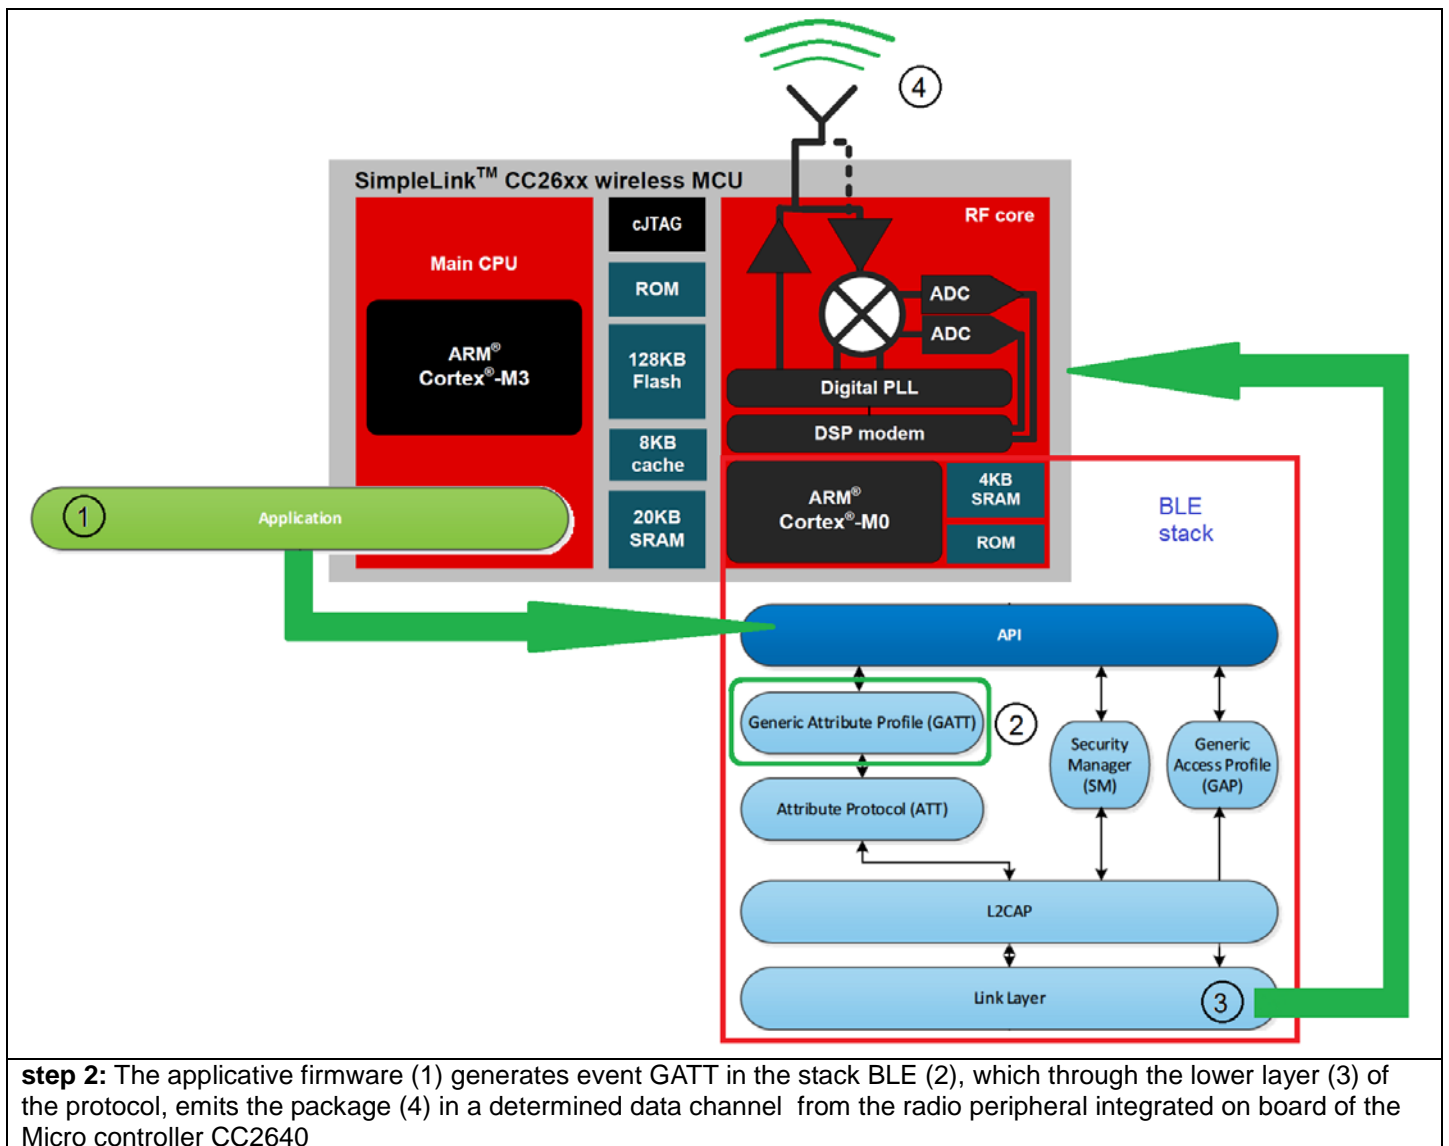 4
SimpleLink™ CC26xx wireless MCU
cJTAG
RF core
Main CPU
ROM
ADC
ADC
ARM®
Cortex®-M3
128KB
Flash
Digital PLL
DSP modem
8KB
cache
ARM®
Cortex®-M0
4KB
SRAM
BLE
stack
1
Application
20KB
SRAM
ROM
API
Generic Attribute Profile (GATT)
2
Security
Manager
(SM)
Generic
Access Profile
(GAP)
Attribute Protocol (ATT)
L2CAP
Link Layer
3
step 2: The applicative firmware (1) generates event GATT in the stack BLE (2), which through the lower layer (3) of
the protocol, emits the package (4) in a determined data channel from the radio peripheral integrated on board of the
Micro controller CC2640